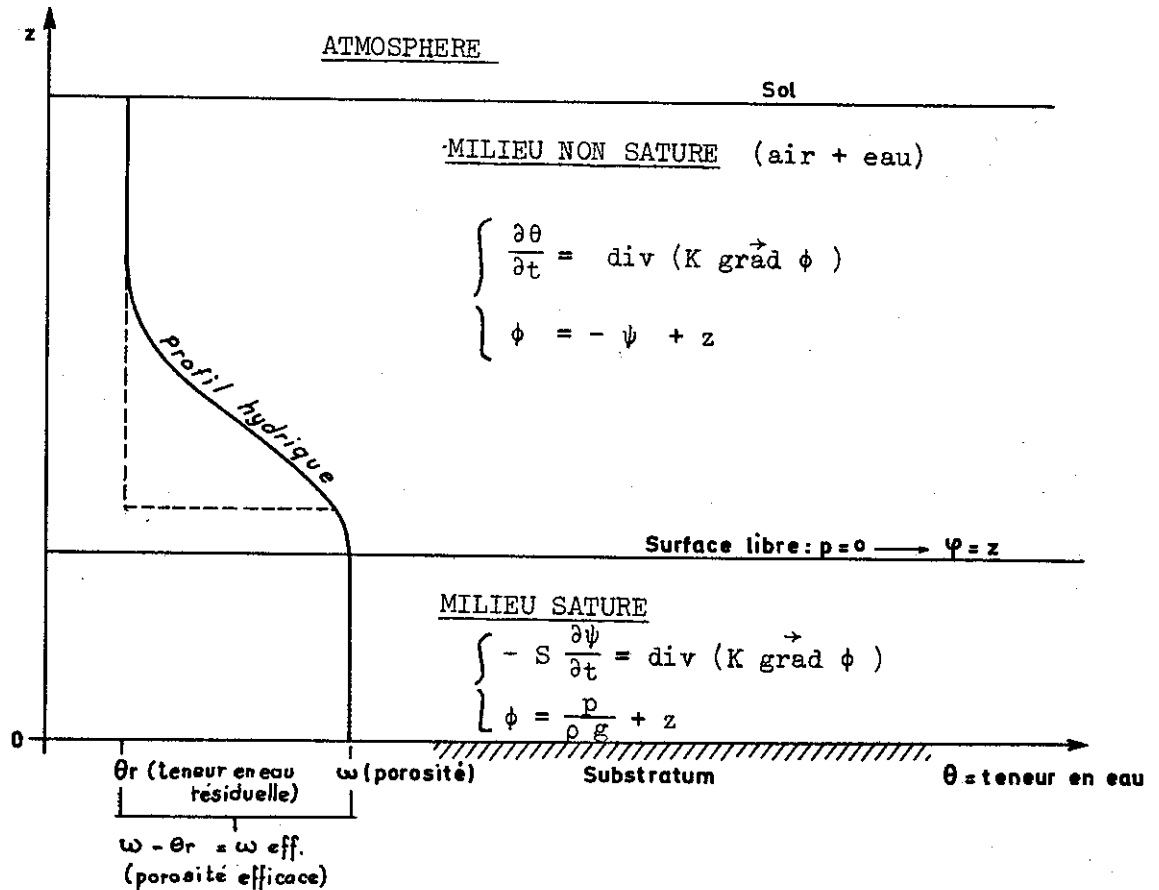 z
ATMOSPHERE
Sol
MILIEU NON SATURE (air + eau)
∂θ/∂t = div (K grad→ ϕ )
ϕ = - ψ + z
Profil hydrique
Surface libre : p = o ⟶ φ = z
MILIEU SATURE
- S ∂ψ/∂t = div (K grad→ ϕ )
ϕ = p/ρ g + z
0
θr (teneur en eau résiduelle)
ω (porosité)
Substratum
θ = teneur en eau
ω - θr = ω eff.
(porosité efficace)